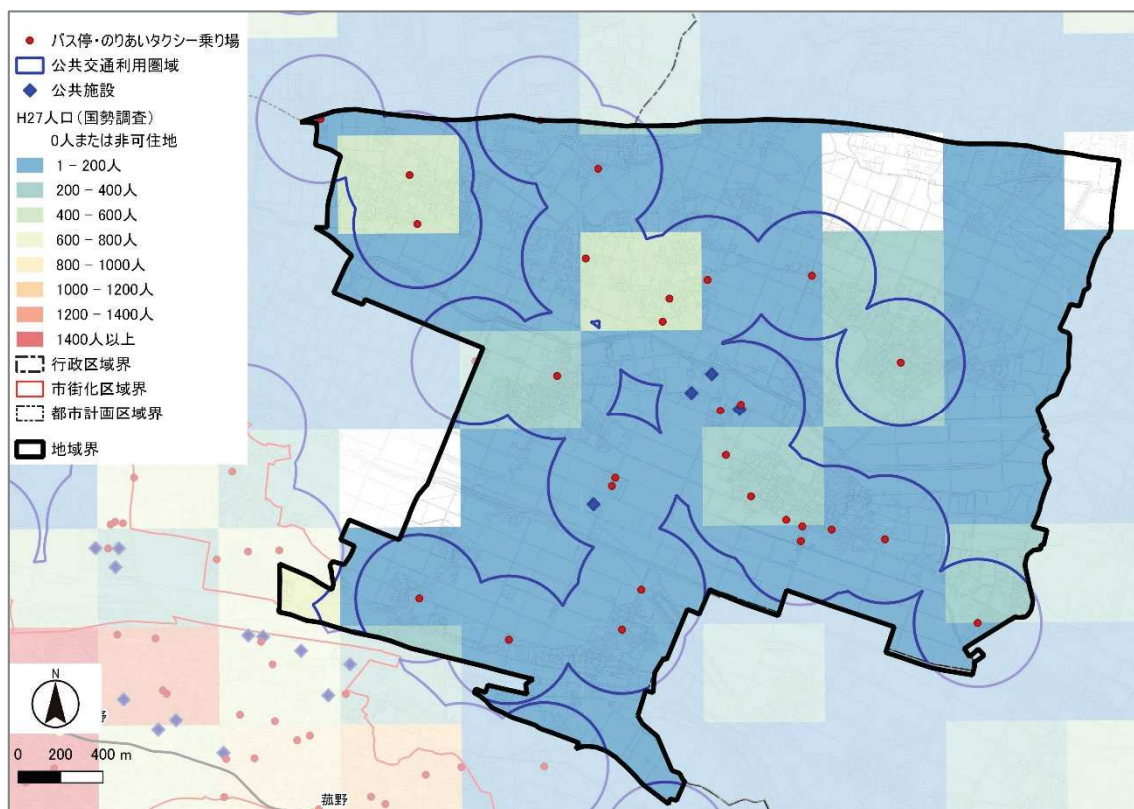 バス停・のりあいタクシー乗り場
公共交通利用圏域
公共施設
H27人口（国勢調査）
0人または非可住地
1 − 200人
200 − 400人
400 − 600人
600 − 800人
800 − 1000人
1000 − 1200人
1200 − 1400人
1400人以上
行政区域界
市街化区域界
都市計画区域界
地域界
N
野
0 200 400 m
菰野